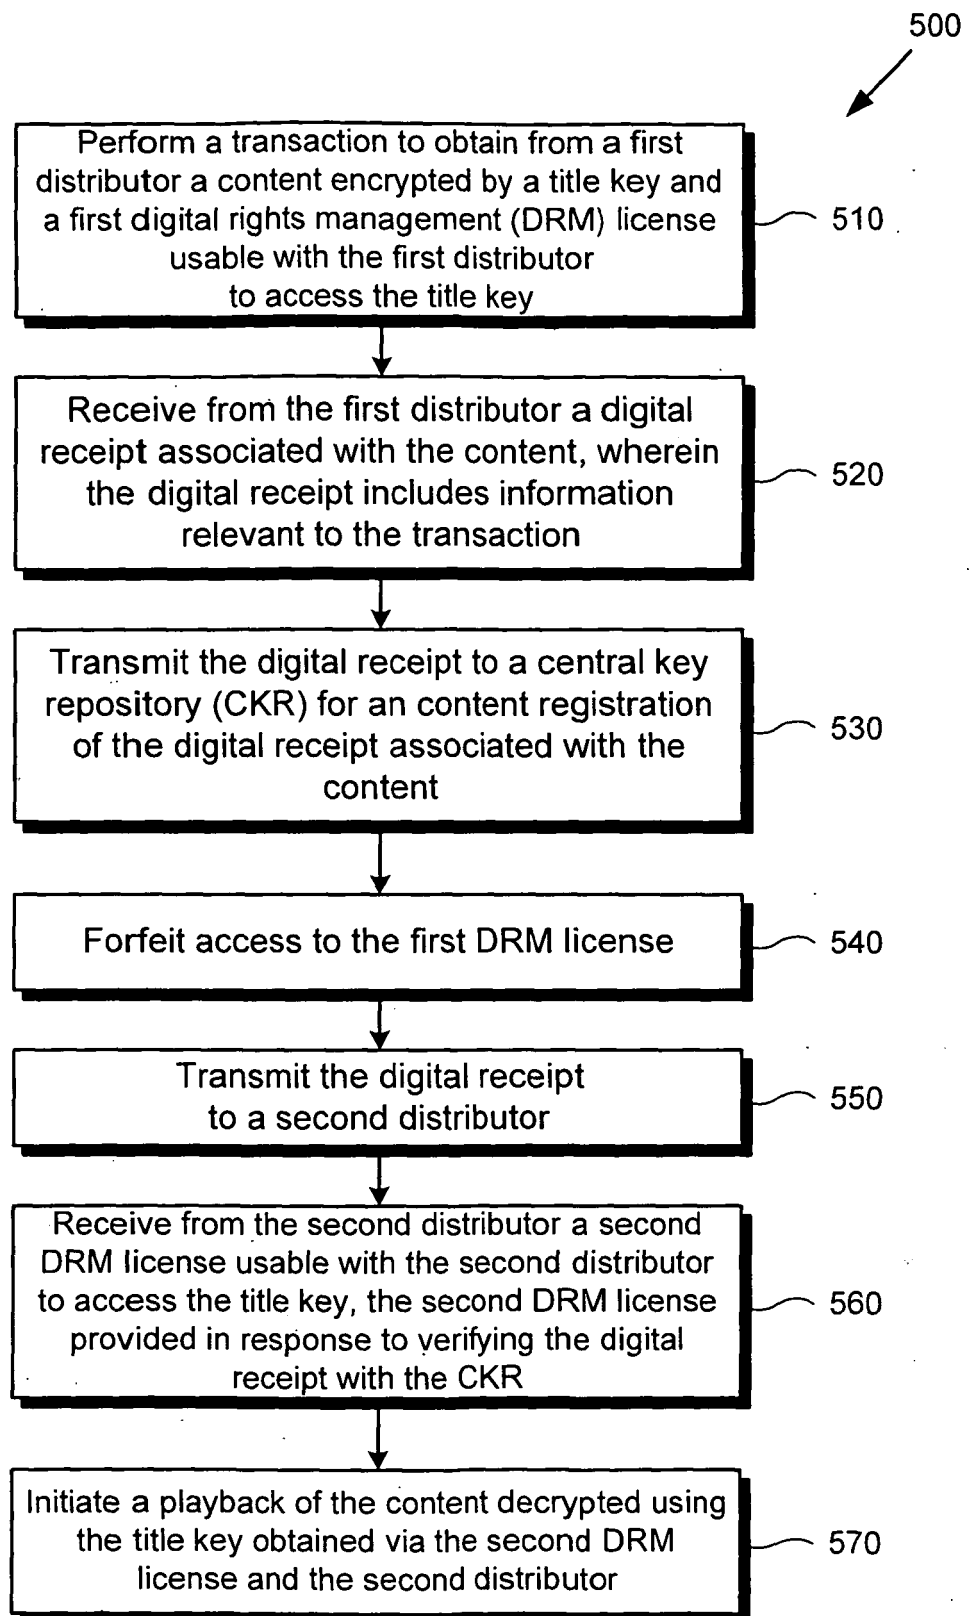 500
Perform a transaction to obtain from a first
distributor a content encrypted by a title key and
a first digital rights management (DRM) license
usable with the first distributor
to access the title key
510
Receive from the first distributor a digital
receipt associated with the content, wherein
the digital receipt includes information
relevant to the transaction
520
Transmit the digital receipt to a central key
repository (CKR) for an content registration
of the digital receipt associated with the
content
530
Forfeit access to the first DRM license
540
Transmit the digital receipt
to a second distributor
550
Receive from the second distributor a second
DRM license usable with the second distributor
to access the title key, the second DRM license
provided in response to verifying the digital
receipt with the CKR
560
Initiate a playback of the content decrypted using
the title key obtained via the second DRM
license and the second distributor
570